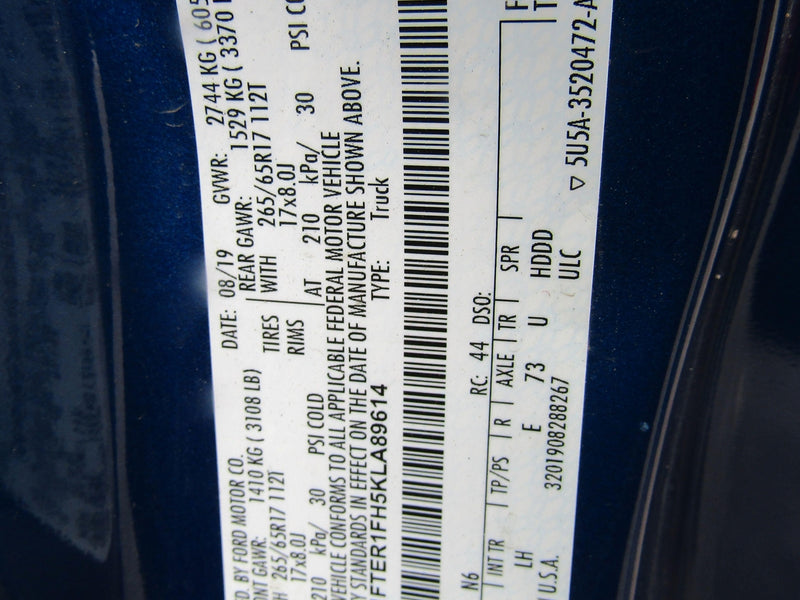 D. BY FORD MOTOR CO. DATE: 08/19 GVWR: 2744 KG ( 605
NT GAWR: 1410 KG ( 3108 LB) REAR GAWR: 1529 KG ( 3370
H 265/65R17 112T TIRES WITH 265/65R17 112T
17x8.0J RIMS 17x8.0J
210 kPa/ 30 PSI COLD AT 210 kPa/ 30 PSI C
VEHICLE CONFORMS TO ALL APPLICABLE FEDERAL MOTOR VEHICLE
Y STANDARDS IN EFFECT ON THE DATE OF MANUFACTURE SHOWN ABOVE.
FTER1FH5KLA89614 TYPE: Truck
N6 RC: 44 DSO:
INT TR TP/PS R AXLE TR SPR
LH E 73 U HDDD
U.S.A. 3201908288267 ULC ▽ 5U5A-3520472-A